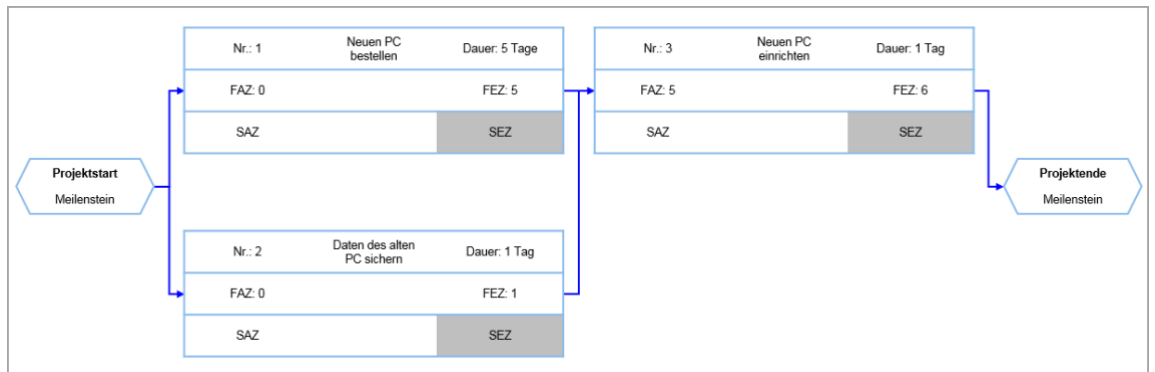 Nr.: 1
Neuen PC
bestellen
Dauer: 5 Tage
FAZ: 0
FEZ: 5
SAZ
SEZ
Nr.: 3
Neuen PC
einrichten
Dauer: 1 Tag
FAZ: 5
FEZ: 6
SAZ
SEZ
Projektstart
Meilenstein
Projektende
Meilenstein
Nr.: 2
Daten des alten
PC sichern
Dauer: 1 Tag
FAZ: 0
FEZ: 1
SAZ
SEZ